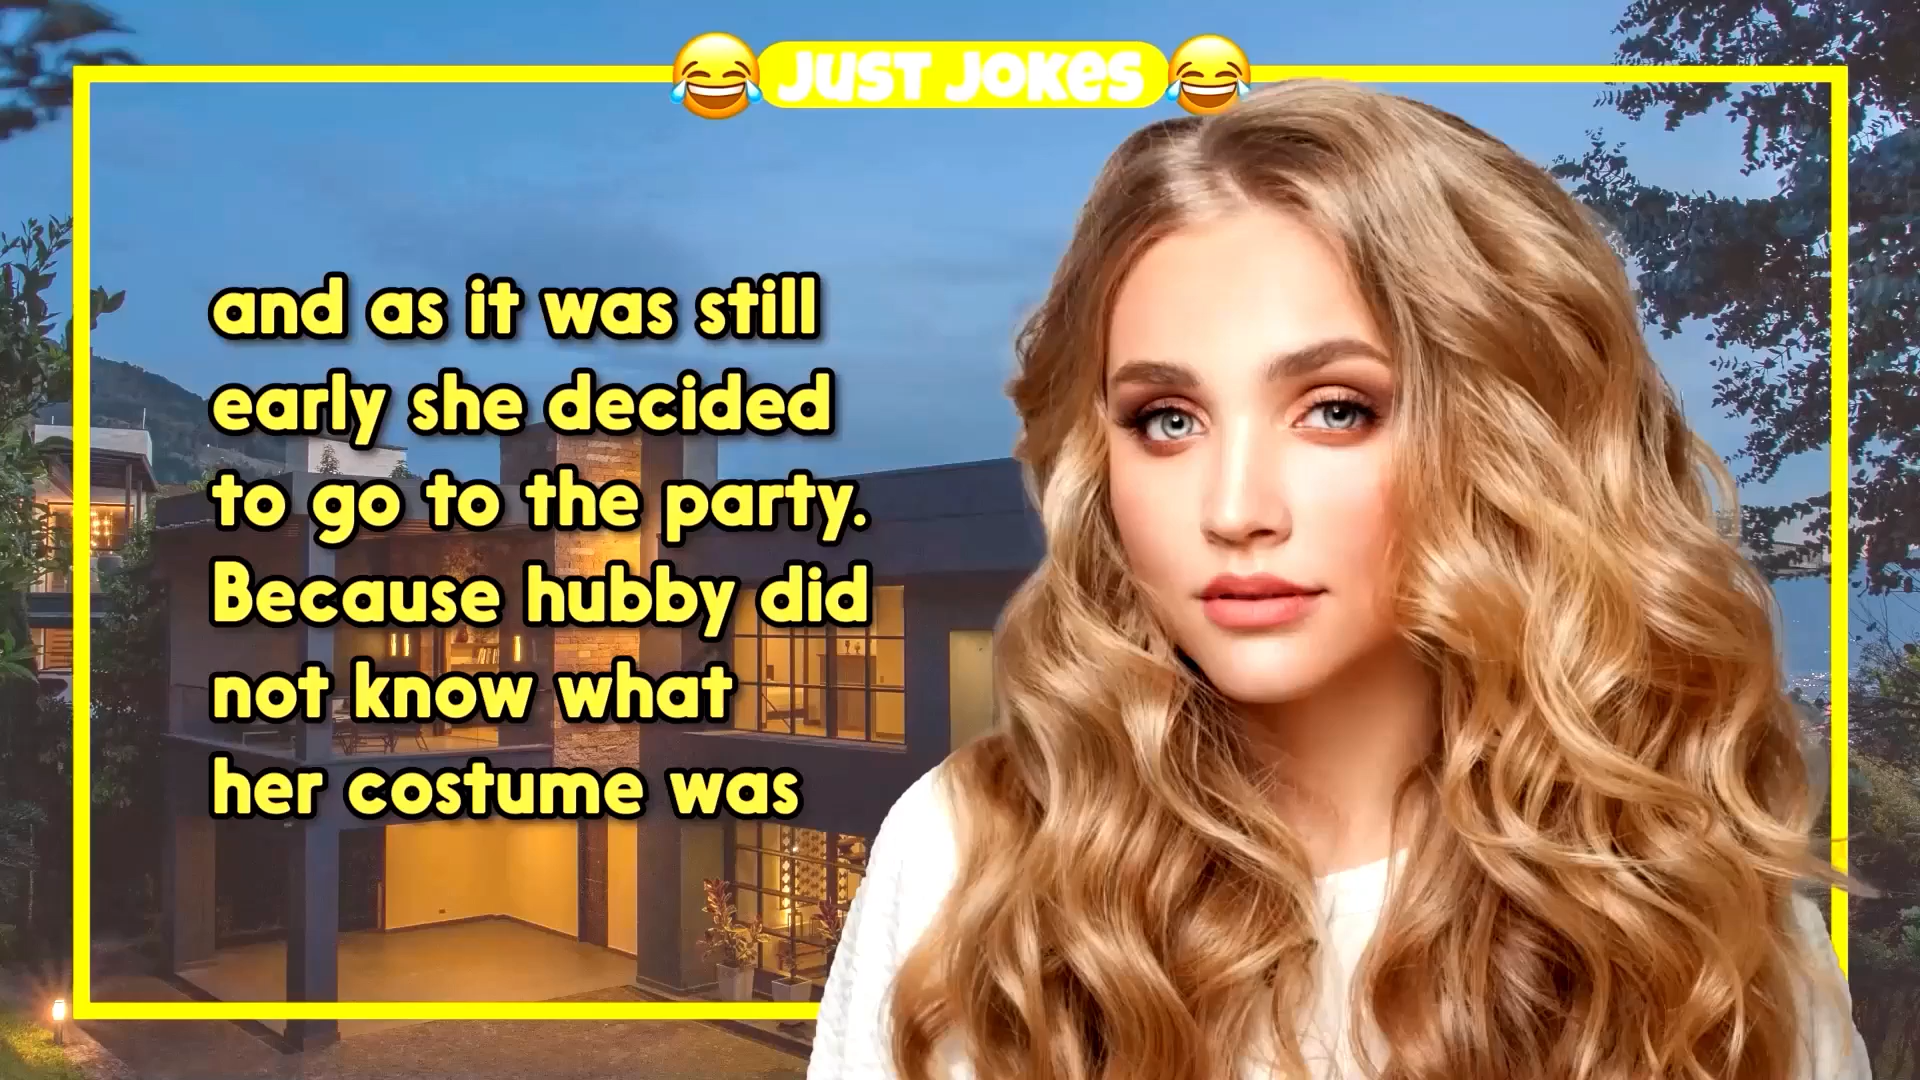 JUST JOKES
and as it was still
early she decided
to go to the party.
Because hubby did
not know what
her costume was